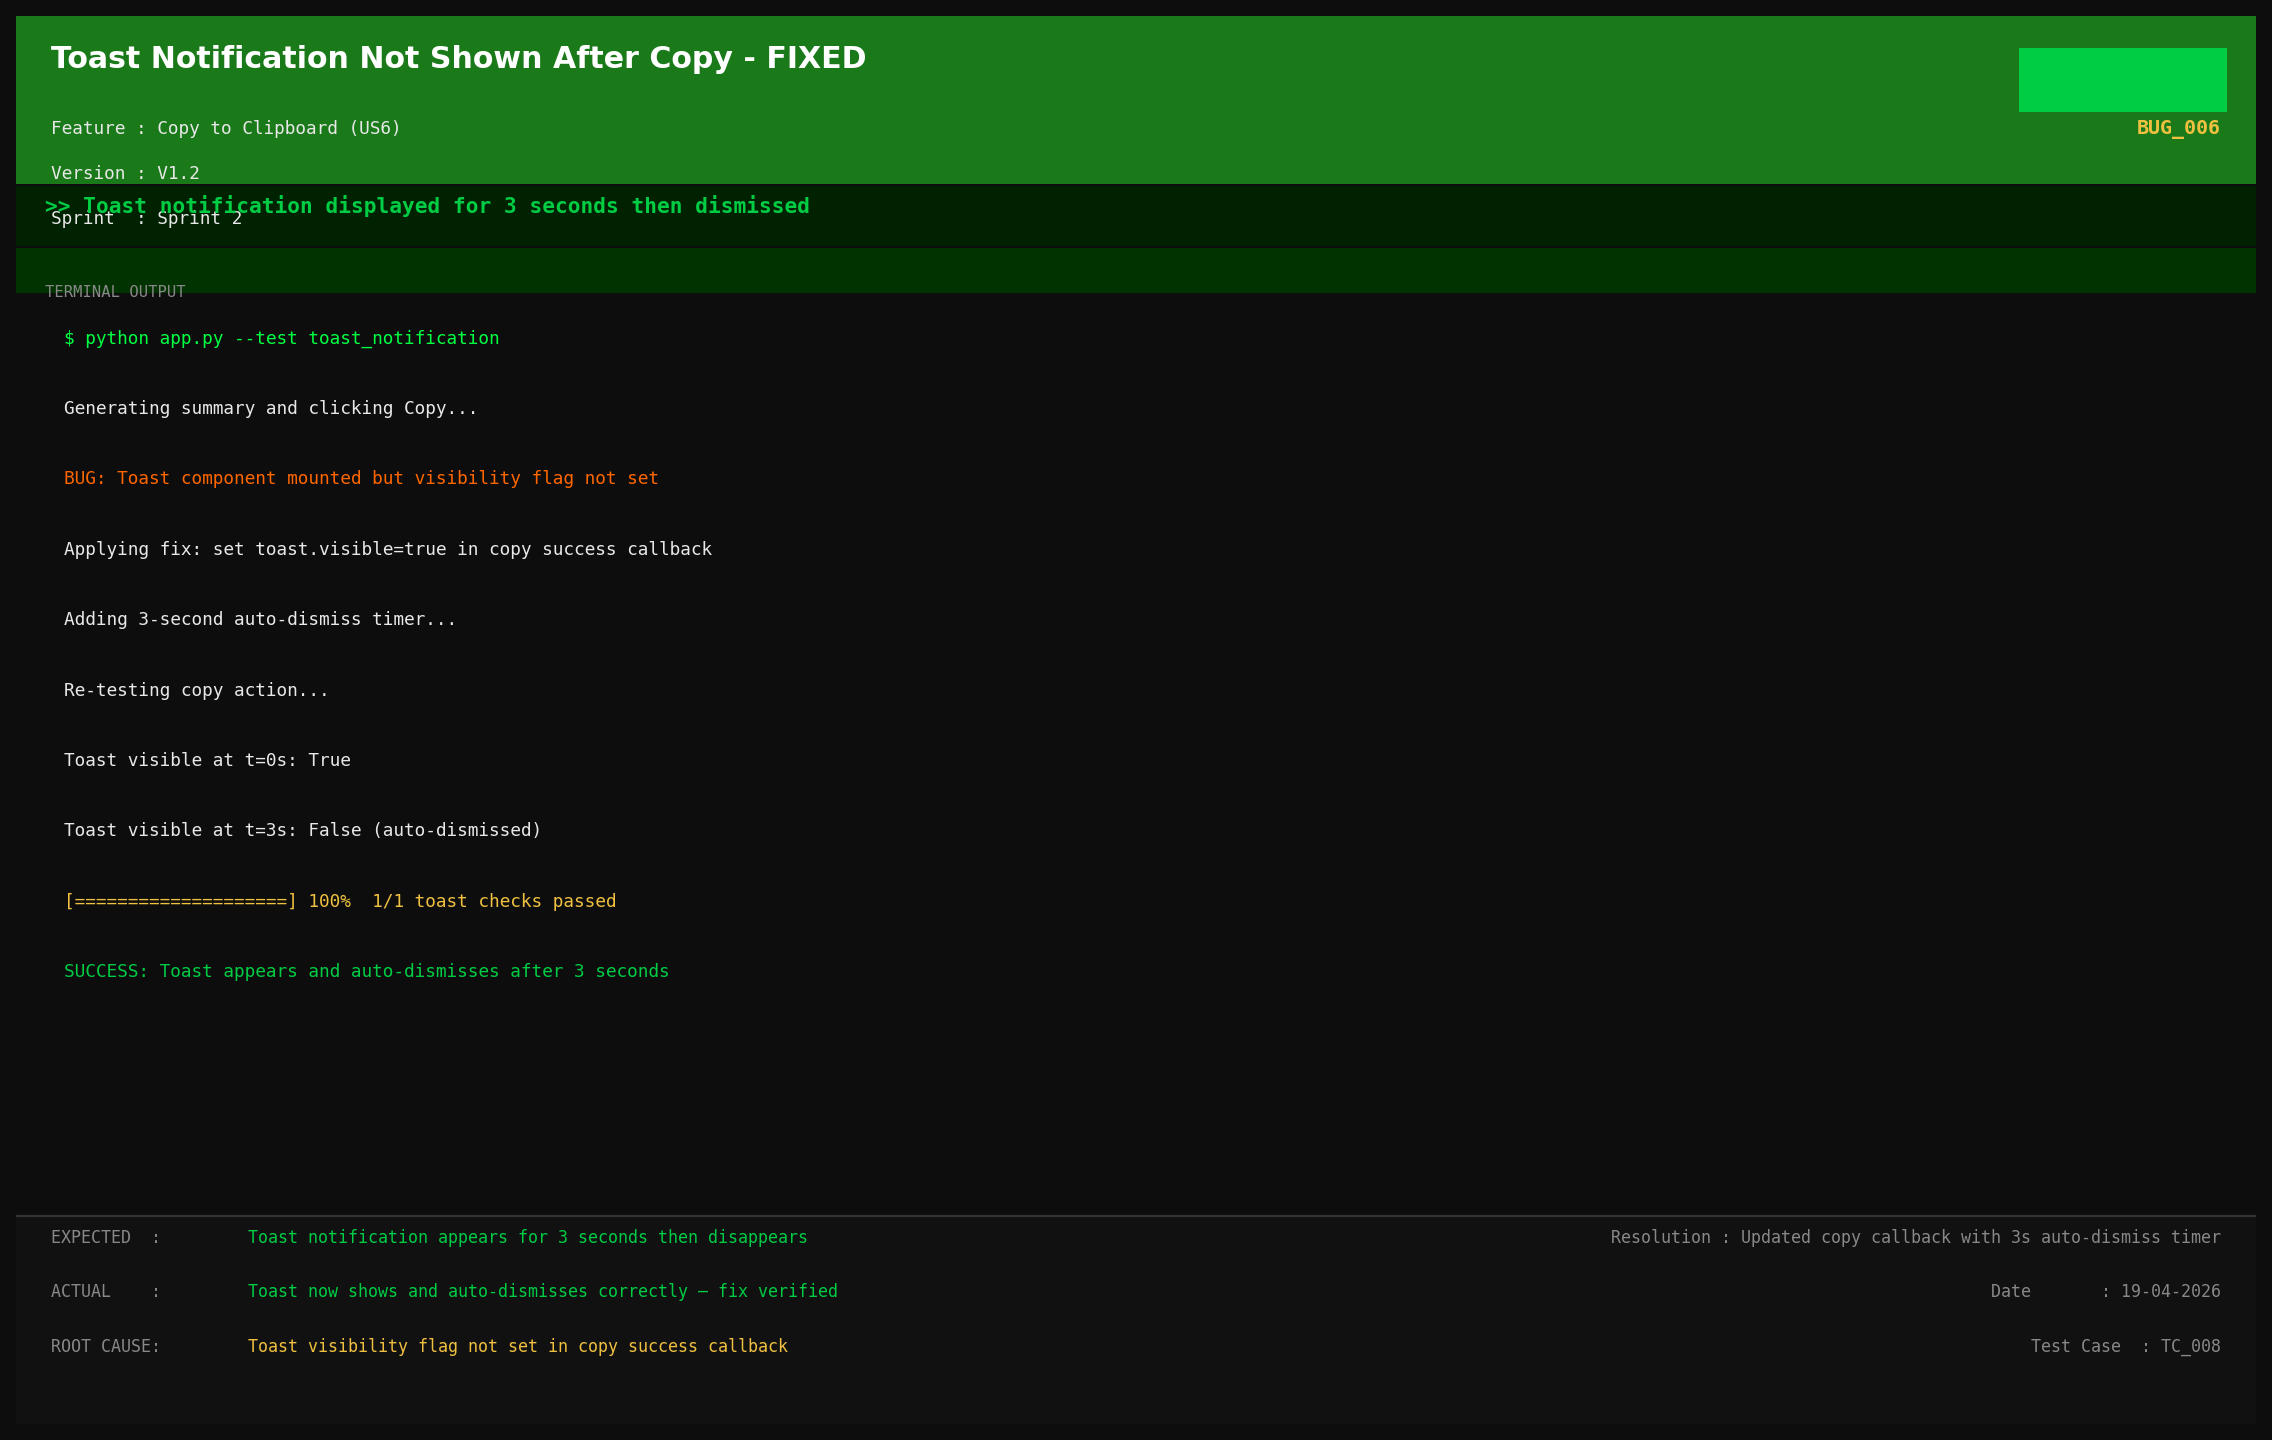 Toast Notification Not Shown After Copy - FIXED
Feature : Copy to Clipboard (US6)
BUG_006
Version : V1.2
>> Toast notification displayed for 3 seconds then dismissed
Sprint  : Sprint 2
TERMINAL OUTPUT
$ python app.py --test toast_notification
Generating summary and clicking Copy...
BUG: Toast component mounted but visibility flag not set
Applying fix: set toast.visible=true in copy success callback
Adding 3-second auto-dismiss timer...
Re-testing copy action...
Toast visible at t=0s: True
Toast visible at t=3s: False (auto-dismissed)
[====================] 100%  1/1 toast checks passed
SUCCESS: Toast appears and auto-dismisses after 3 seconds
EXPECTED  : Toast notification appears for 3 seconds then disappears
Resolution : Updated copy callback with 3s auto-dismiss timer
ACTUAL    : Toast now shows and auto-dismisses correctly — fix verified
Date       : 19-04-2026
ROOT CAUSE: Toast visibility flag not set in copy success callback
Test Case  : TC_008